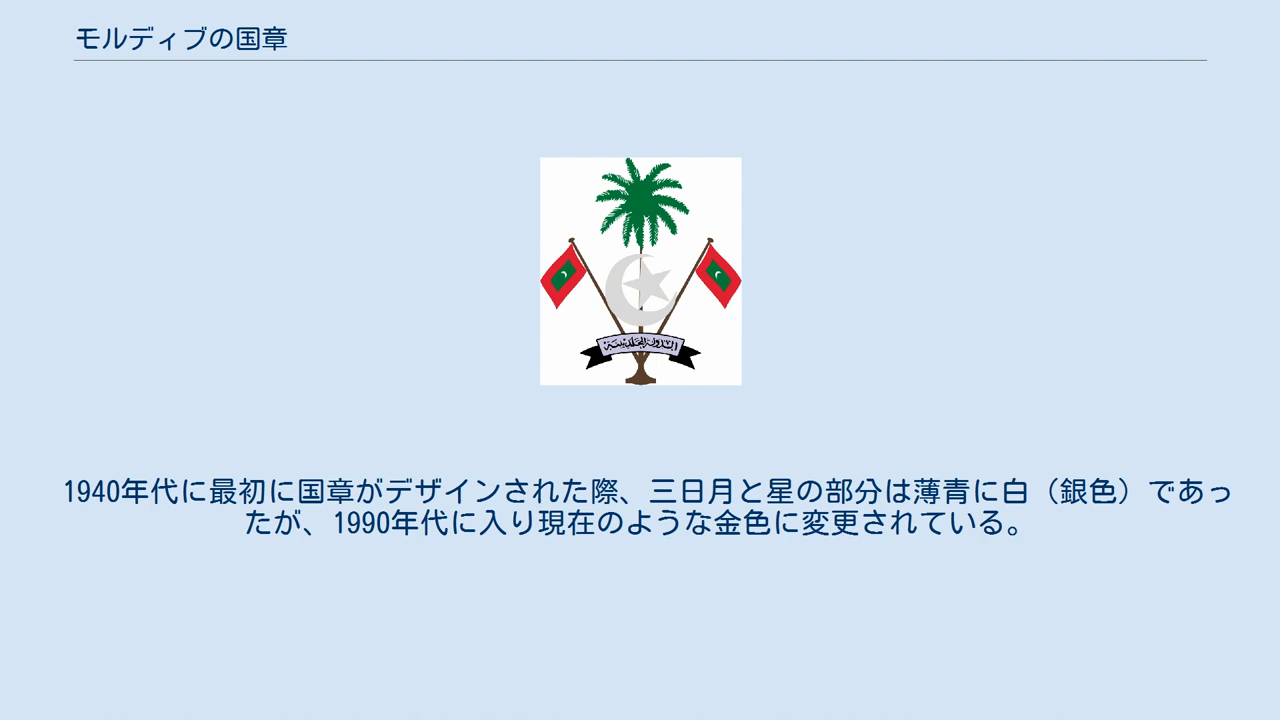 モルディブの国章
الدولة المحلديبية
1940年代に最初に国章がデザインされた際、三日月と星の部分は薄青に白（銀色）であっ
たが、1990年代に入り現在のような金色に変更されている。